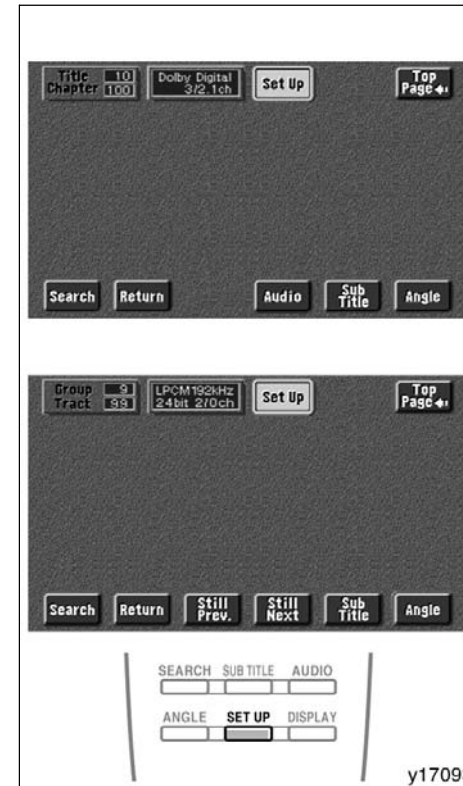 Title 10
Chapter 100
Dolby Digital
3/2.1ch
Set Up
Top
Page
Search
Return
Audio
Sub
Title
Angle
Group 9
Track 99
LPCM192kHz
24bit 2/0ch
Set Up
Top
Page
Search
Return
Still
Prev.
Still
Next
Sub
Title
Angle
SEARCH SUB TITLE AUDIO
ANGLE SET UP DISPLAY
y1709